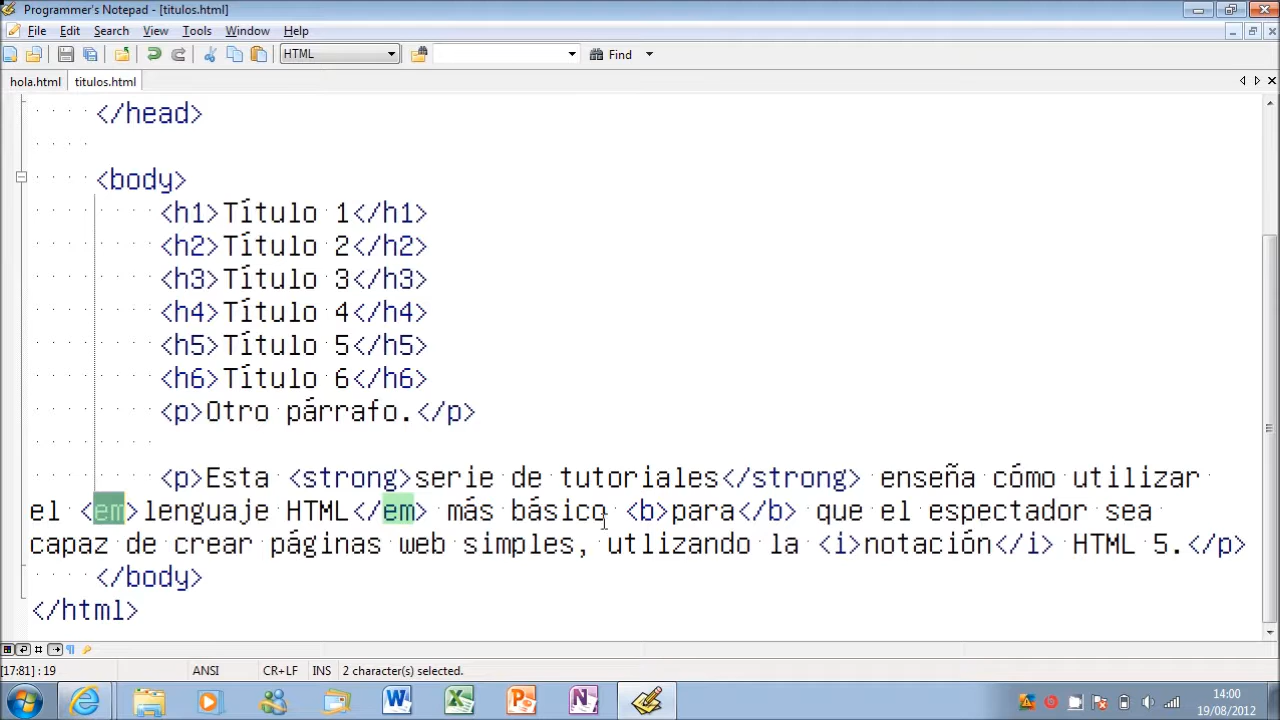 Programmer's Notepad - [titulos.html]
File Edit Search View Tools Window Help
HTML Find
hola.html titulos.html
</head>
<body>
<h1>Título 1</h1>
<h2>Título 2</h2>
<h3>Título 3</h3>
<h4>Título 4</h4>
<h5>Título 5</h5>
<h6>Título 6</h6>
<p>Otro párrafo.</p>
<p>Esta <strong>serie de tutoriales</strong> enseña cómo utilizar
el <em>lenguaje HTML</em> más básico <b>para</b> que el espectador sea
capaz de crear páginas web simples, utlizando la <i>notación</i> HTML 5.</p>
</body>
</html>
[17:81] : 19 ANSI CR+LF INS 2 character(s) selected.
14:00
19/08/2012